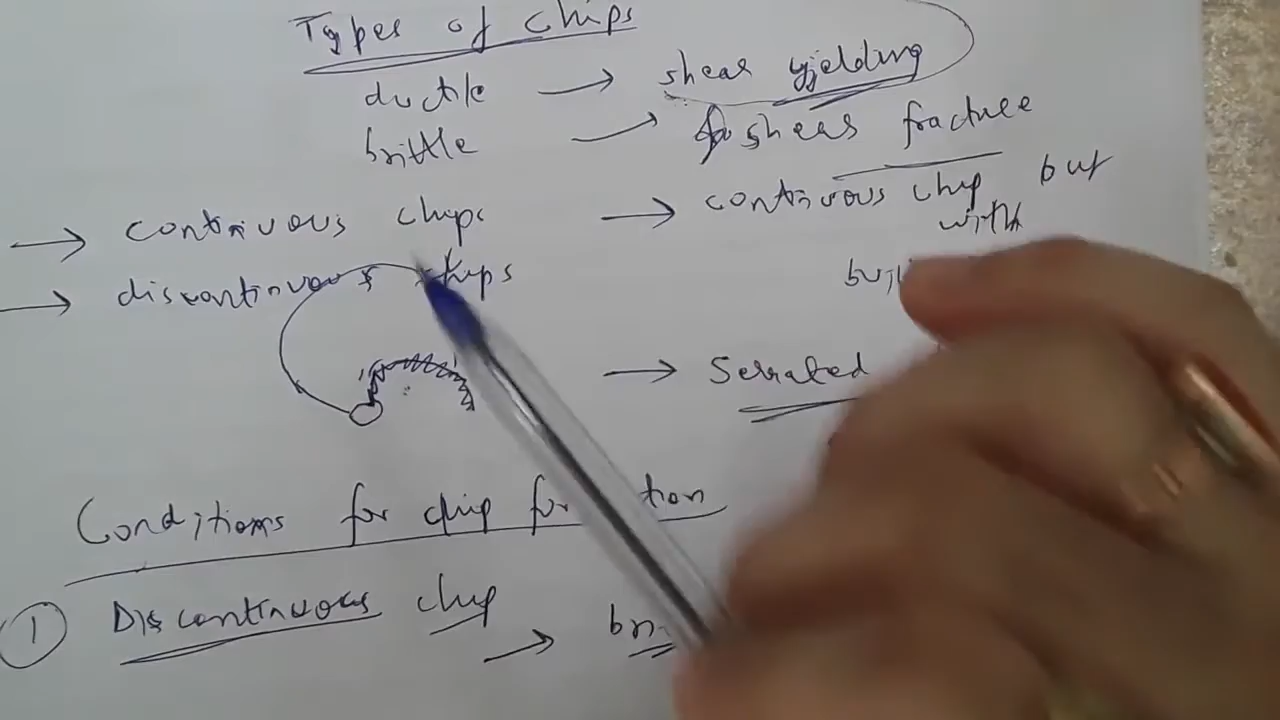 Types of chips
ductile → shear yielding
brittle → shear fracture
→ continuous chips
→ discontinuous chips
→ continuous chip but
with
→ Serrated
Conditions for chip
① Discontinuous chip →